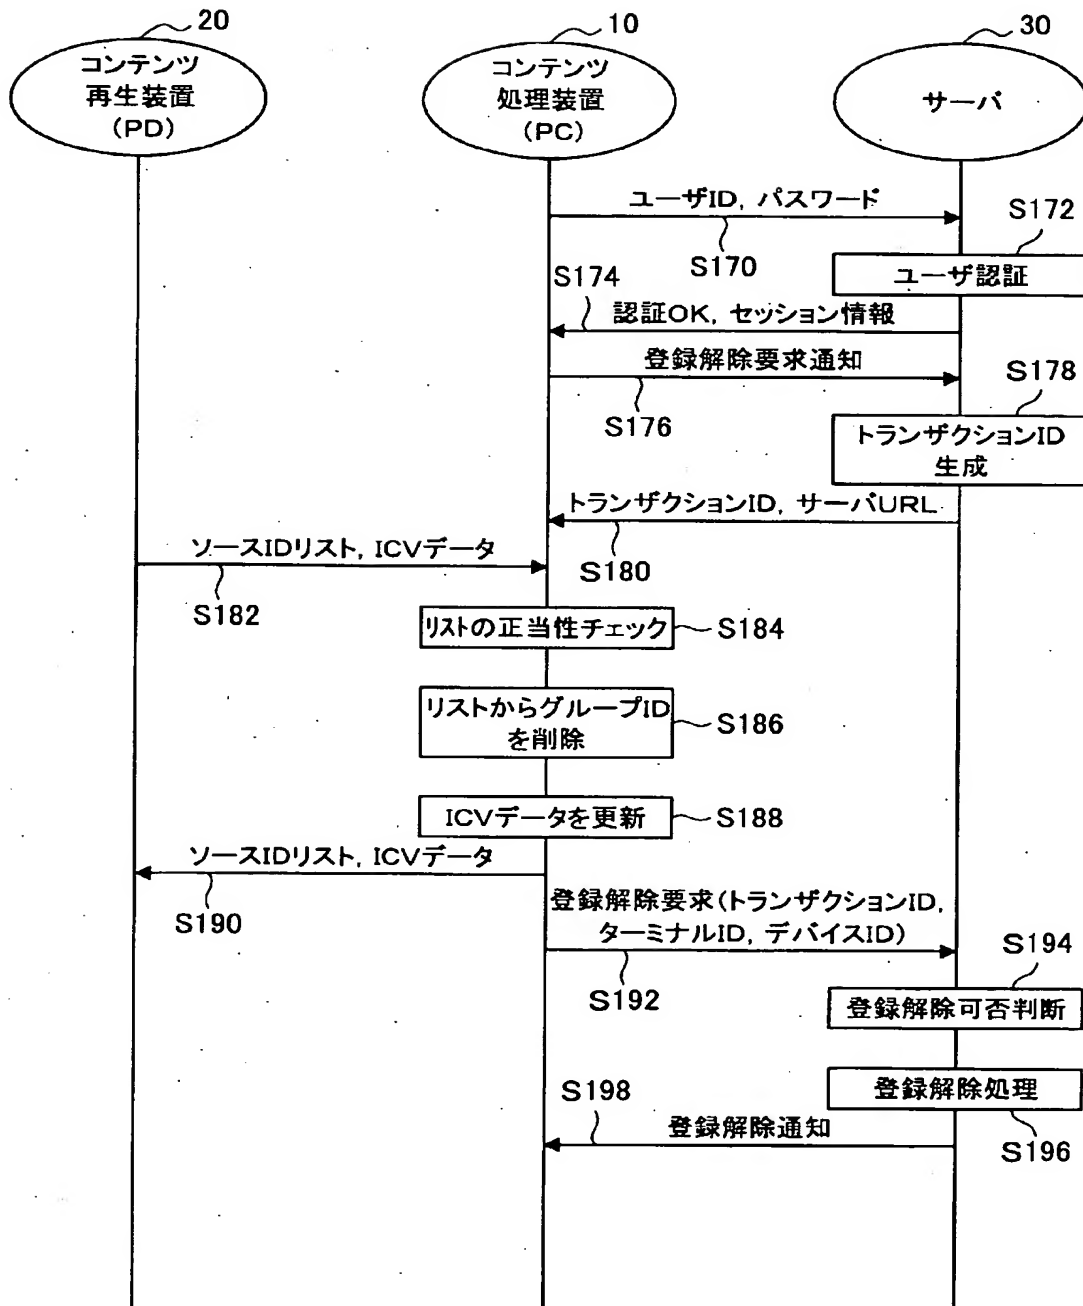 20
10
30
コンテンツ
再生装置
(PD)
コンテンツ
処理装置
(PC)
サーバ
ユーザID, パスワード
S170
S172
ユーザ認証
S174
認証OK, セッション情報
登録解除要求通知
S176
S178
トランザクションID
生成
トランザクションID, サーバURL
S180
ソースIDリスト, ICVデータ
S182
リストの正当性チェック
S184
リストからグループID
を削除
S186
ICVデータを更新
S188
ソースIDリスト, ICVデータ
S190
登録解除要求(トランザクションID,
ターミナルID, デバイスID)
S192
S194
登録解除可否判断
登録解除処理
S196
S198
登録解除通知